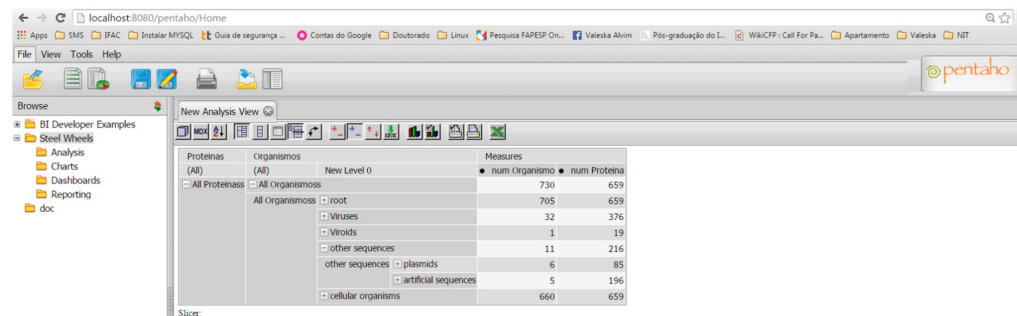 localhost:8080/pentaho/Home
Apps SMS IFAC Instalar MYSQL Guia de segurança ... Contas do Google Doutorado Linux Pesquisa FAPESP On... Valeska Alvim Pós-graduação do I... WikiCFP : Call For Pa... Apartamento Valeska NIT
File View Tools Help
pentaho
Browse
BI Developer Examples
Steel Wheels
Analysis
Charts
Dashboards
Reporting
doc
New Analysis View
MDX
Proteinas Organismos Measures
(All) (All) New Level 0 num Organismo num Proteina
All Proteinass All Organismoss 730 659
All Organismoss root 705 659
Viruses 32 376
Viroids 1 19
other sequences 11 216
other sequences plasmids 6 85
artificial sequences 5 196
cellular organisms 660 659
Slicer: